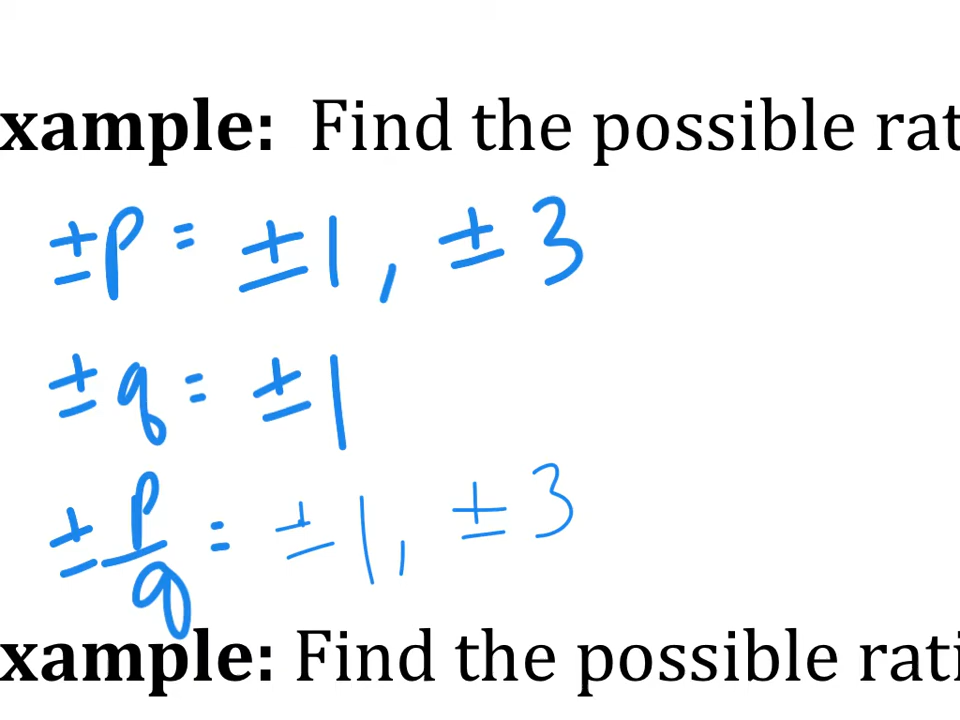 xample: Find the possible rat
±p = ±1, ±3
±q = ±1
±p/q = ±1, ±3
xample: Find the possible rati